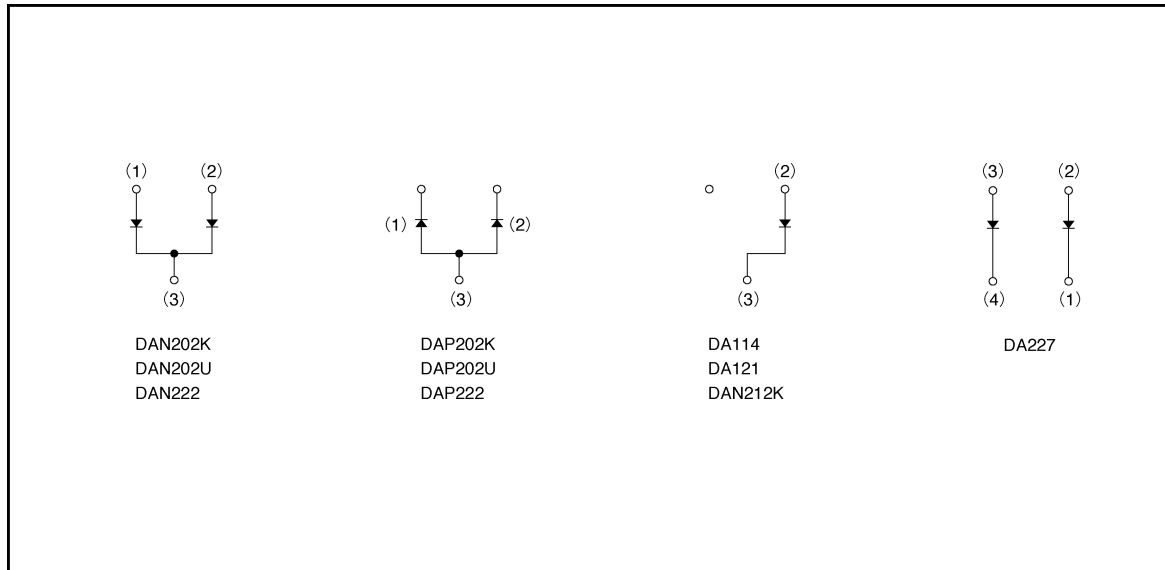 (1) (2)
(3)
DAN202K
DAN202U
DAN222
(1) (2)
(3)
DAP202K
DAP202U
DAP222
(2)
(3)
DA114
DA121
DAN212K
(3) (2)
(4) (1)
DA227